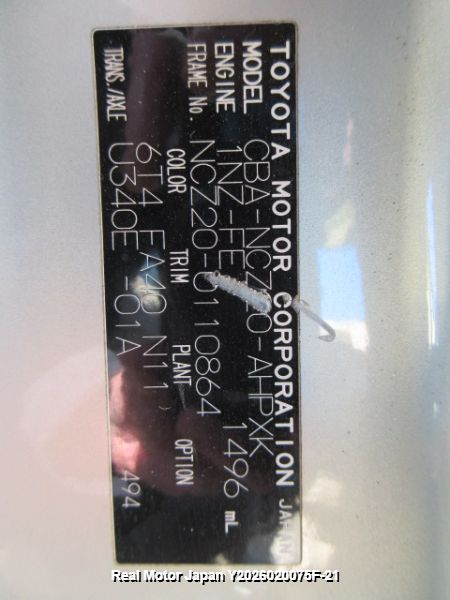 TOYOTA MOTOR CORPORATION JAPAN
MODEL CBA-NCZ20-AHPXK
ENGINE 1NZ-FE 1496 mL
FRAME No. NCZ20-0110864
COLOR TRIM PLANT OPTION
6T4 EA40 N11
TRANS./AXLE U340E -01A 494
Real Motor Japan Y2026020075F-21